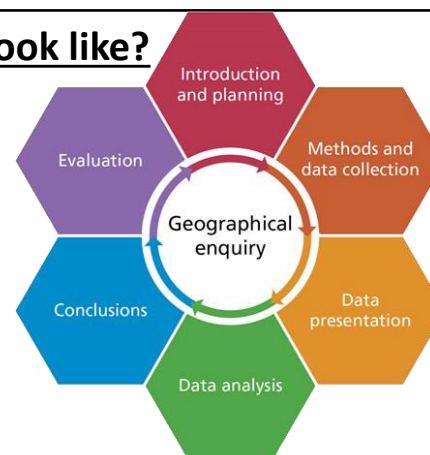 ook like?
Introduction
and planning
Methods and
data collection
Data
presentation
Data analysis
Conclusions
Evaluation
Geographical
enquiry